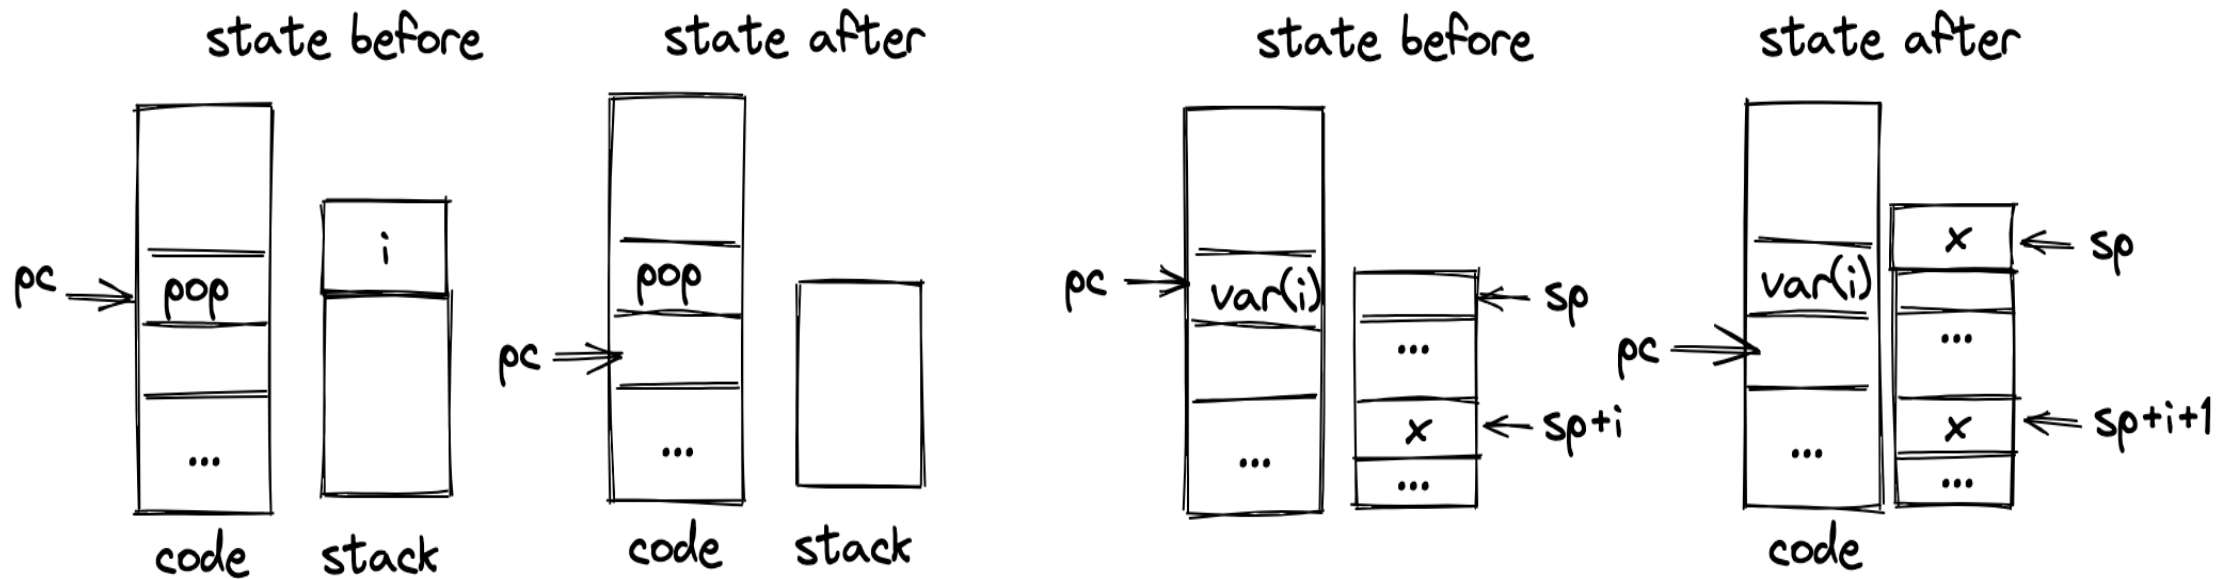 state before
state after
state before
state after
pc
pop
...
i
code
stack
pc
pop
...
code
stack
pc
var(i)
...
sp
...
x
sp+i
...
pc
var(i)
...
x
sp
...
x
sp+i+1
...
code